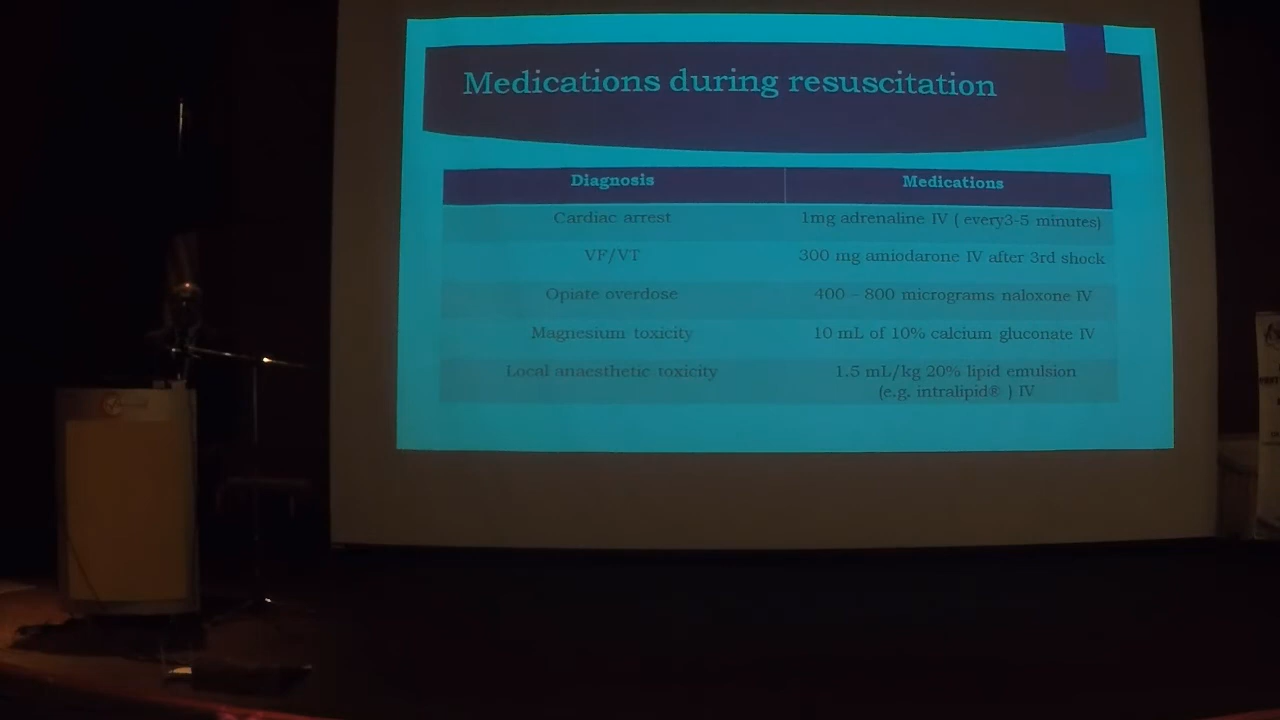 Medications during resuscitation
Diagnosis Medications
Cardiac arrest 1mg adrenaline IV ( every3-5 minutes)
VF/VT 300 mg amiodarone IV after 3rd shock
Opiate overdose 400 – 800 micrograms naloxone IV
Magnesium toxicity 10 mL of 10% calcium gluconate IV
Local anaesthetic toxicity 1.5 mL/kg 20% lipid emulsion
(e.g. intralipid® ) IV